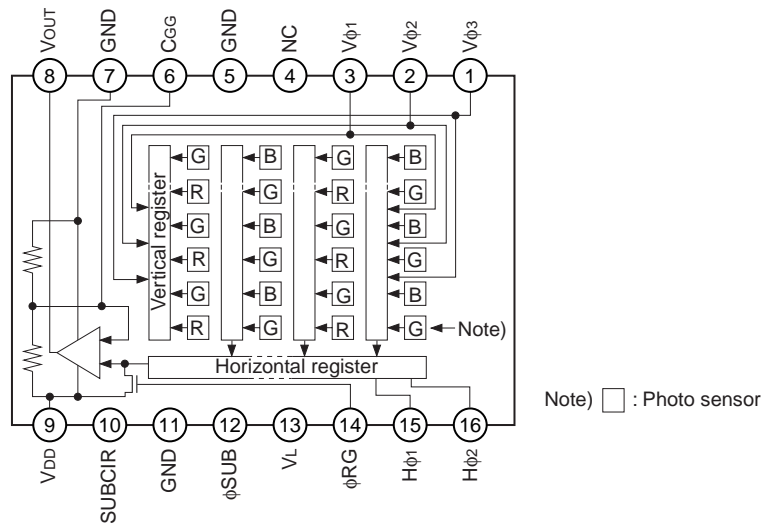 VOUT GND CGG GND NC Vφ1 Vφ2 Vφ3
8 7 6 5 4 3 2 1
Vertical register
G B G B
R G R G
G B G B
R G R G
G B G B
R G R G Note)
Horizontal register
Note) : Photo sensor
9 10 11 12 13 14 15 16
VDD SUBCIR GND φSUB VL φRG Hφ1 Hφ2